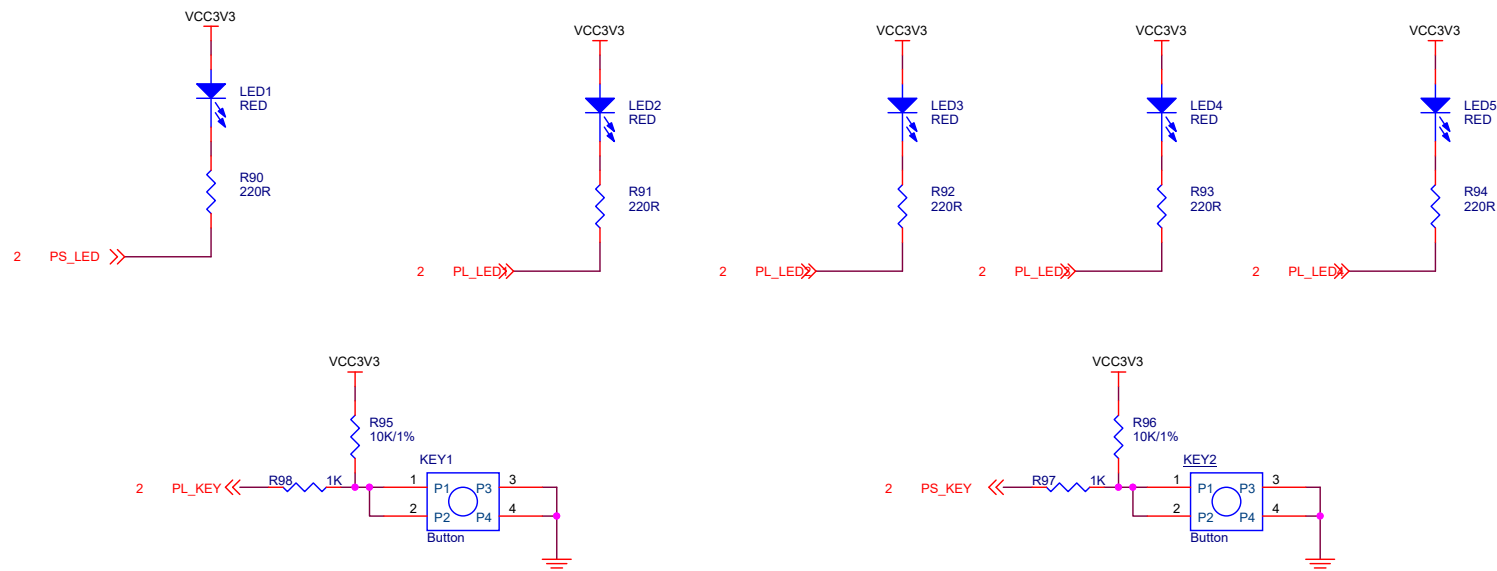 VCC3V3
LED1
RED
R90
220R
2 PS_LED
VCC3V3
LED2
RED
R91
220R
2 PL_LED1
VCC3V3
LED3
RED
R92
220R
2 PL_LED2
VCC3V3
LED4
RED
R93
220R
2 PL_LED3
VCC3V3
LED5
RED
R94
220R
2 PL_LED4
VCC3V3
R95
10K/1%
KEY1
2 PL_KEY R98 1K 1 P1 P3 3
2 P2 P4 4
Button
VCC3V3
R96
10K/1%
KEY2
2 PS_KEY R97 1K 1 P1 P3 3
2 P2 P4 4
Button